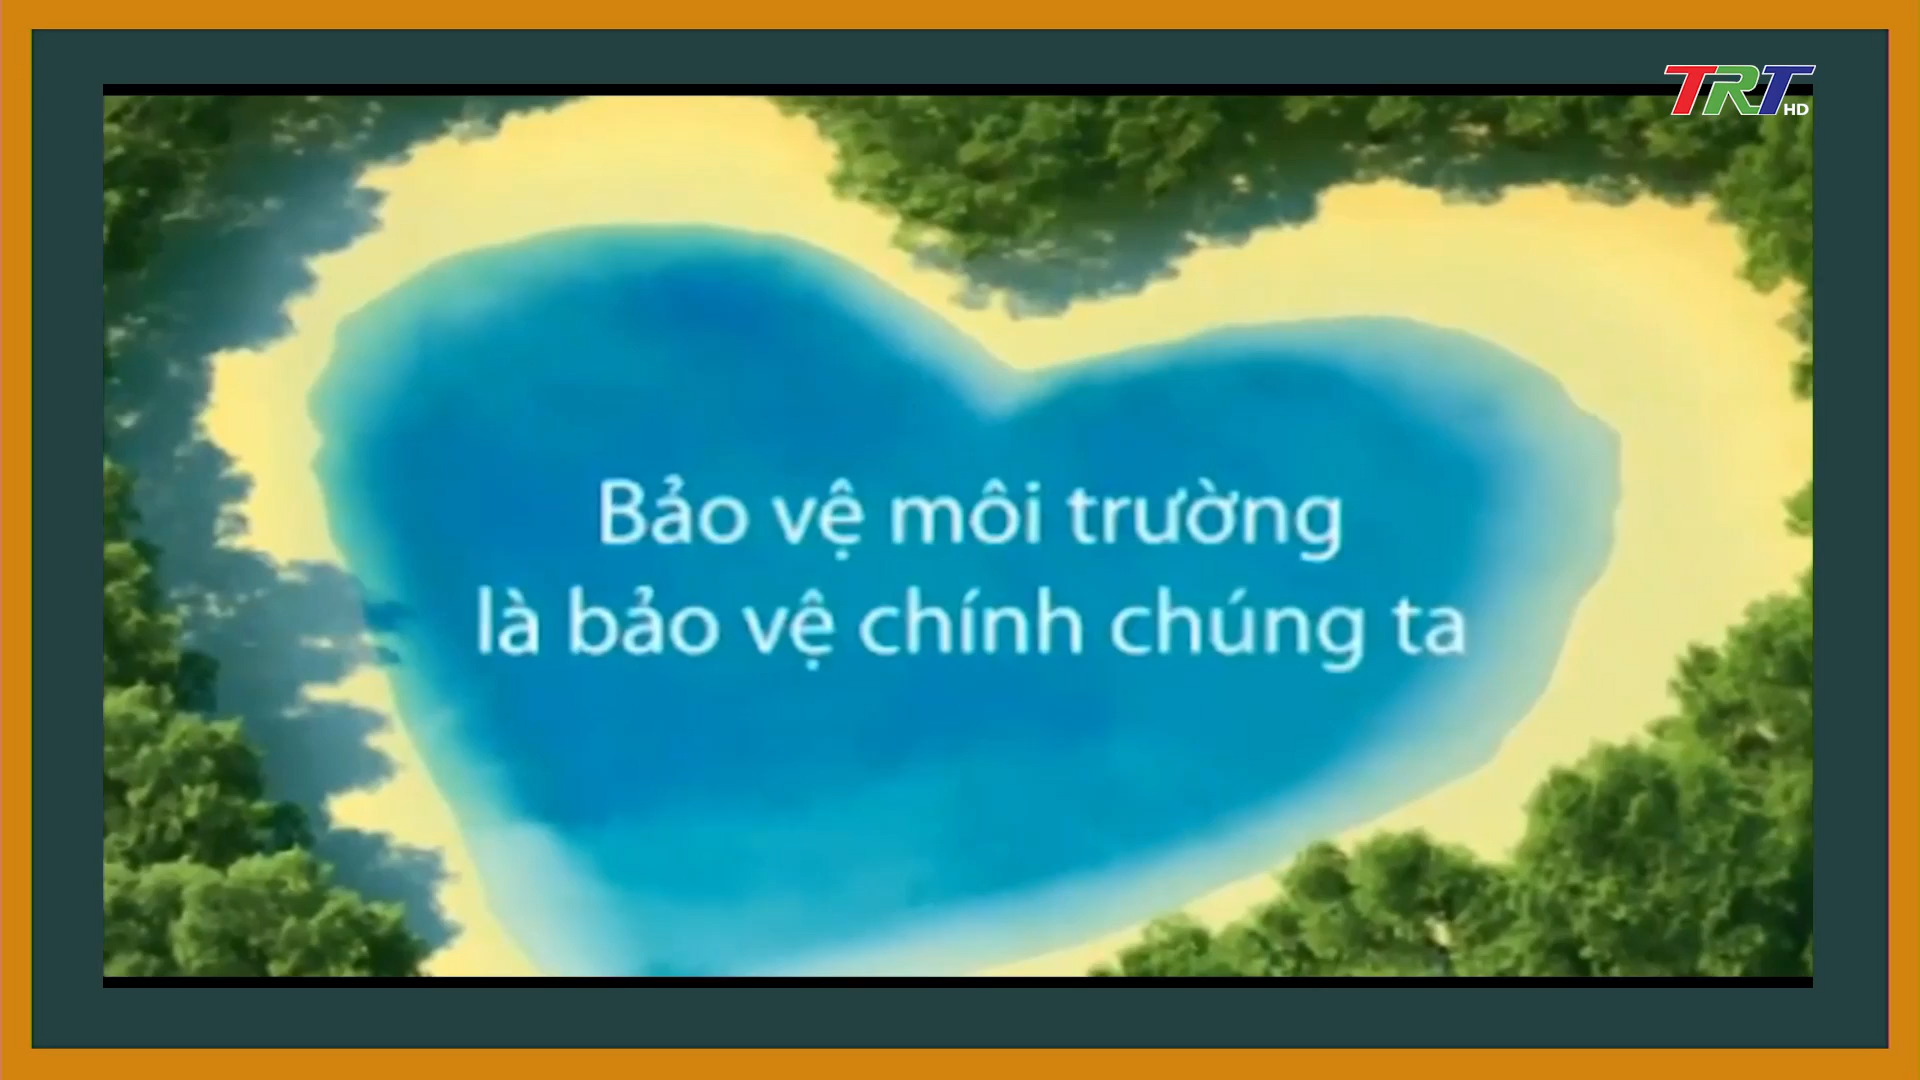 TRT HD
Bảo vệ môi trường
là bảo vệ chính chúng ta